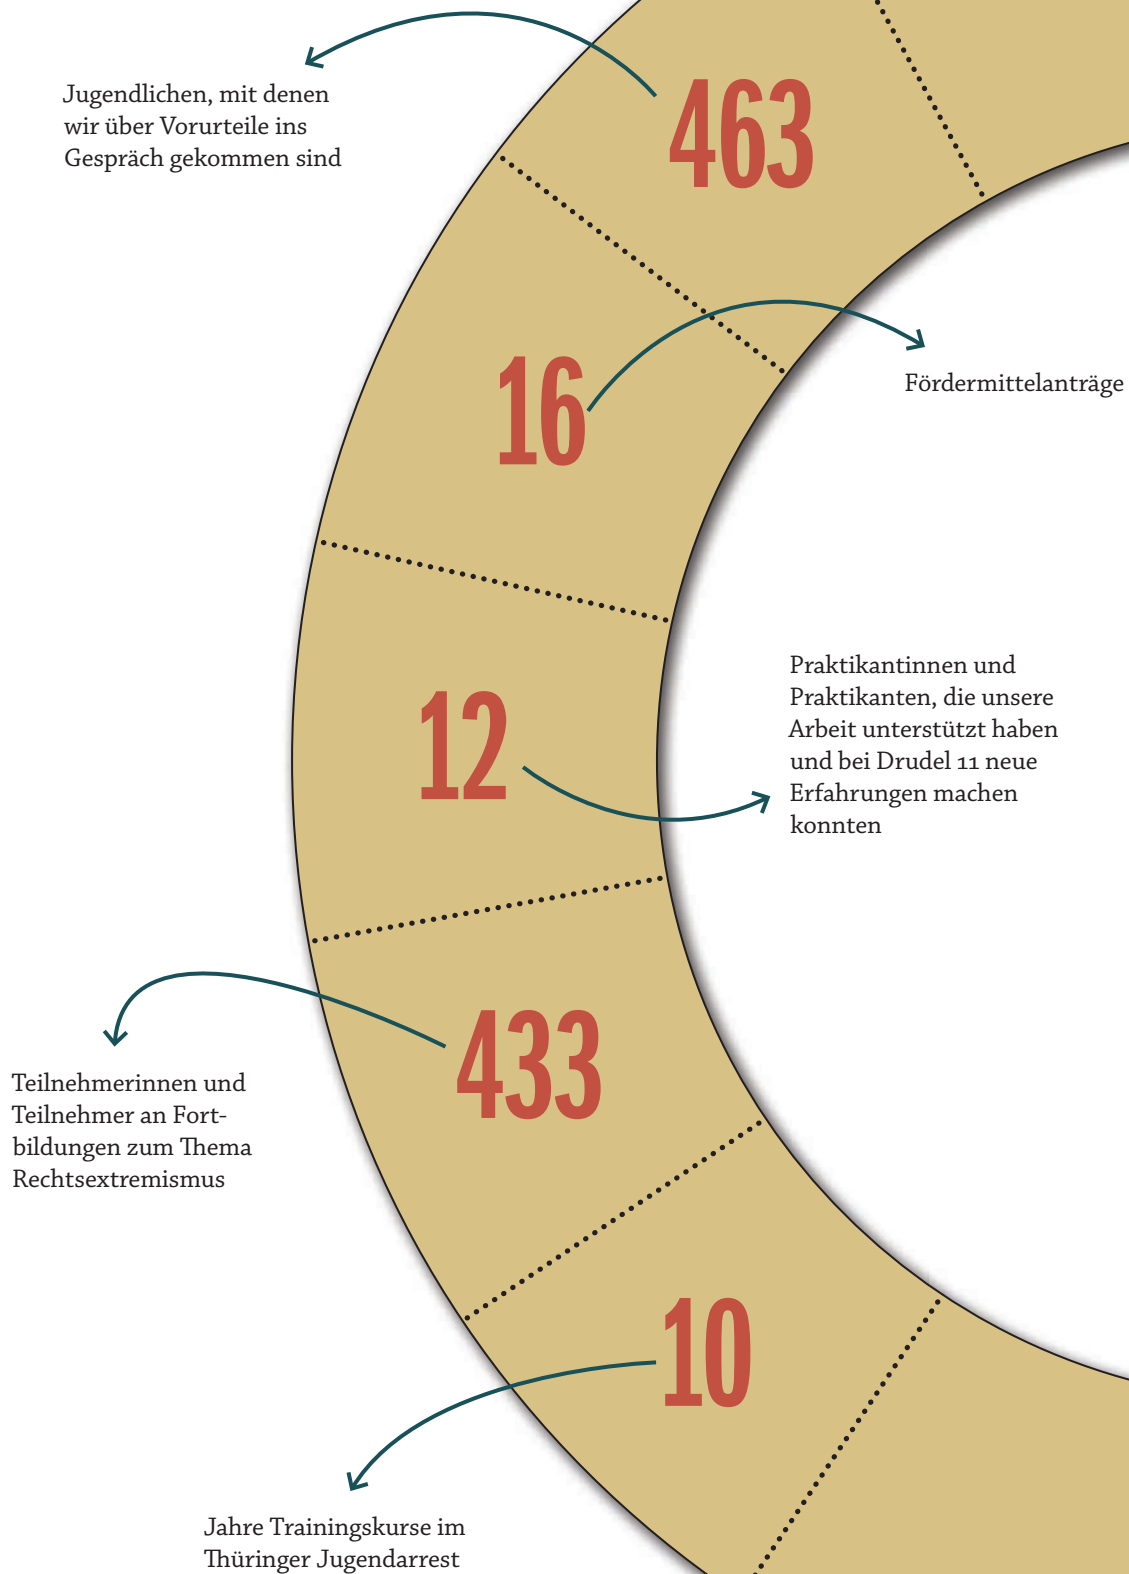 463
Jugendlichen, mit denen
wir über Vorurteile ins
Gespräch gekommen sind
16
Fördermittelanträge
12
Praktikantinnen und
Praktikanten, die unsere
Arbeit unterstützt haben
und bei Drudel 11 neue
Erfahrungen machen
konnten
433
Teilnehmerinnen und
Teilnehmer an Fort-
bildungen zum Thema
Rechtsextremismus
10
Jahre Trainingskurse im
Thüringer Jugendarrest